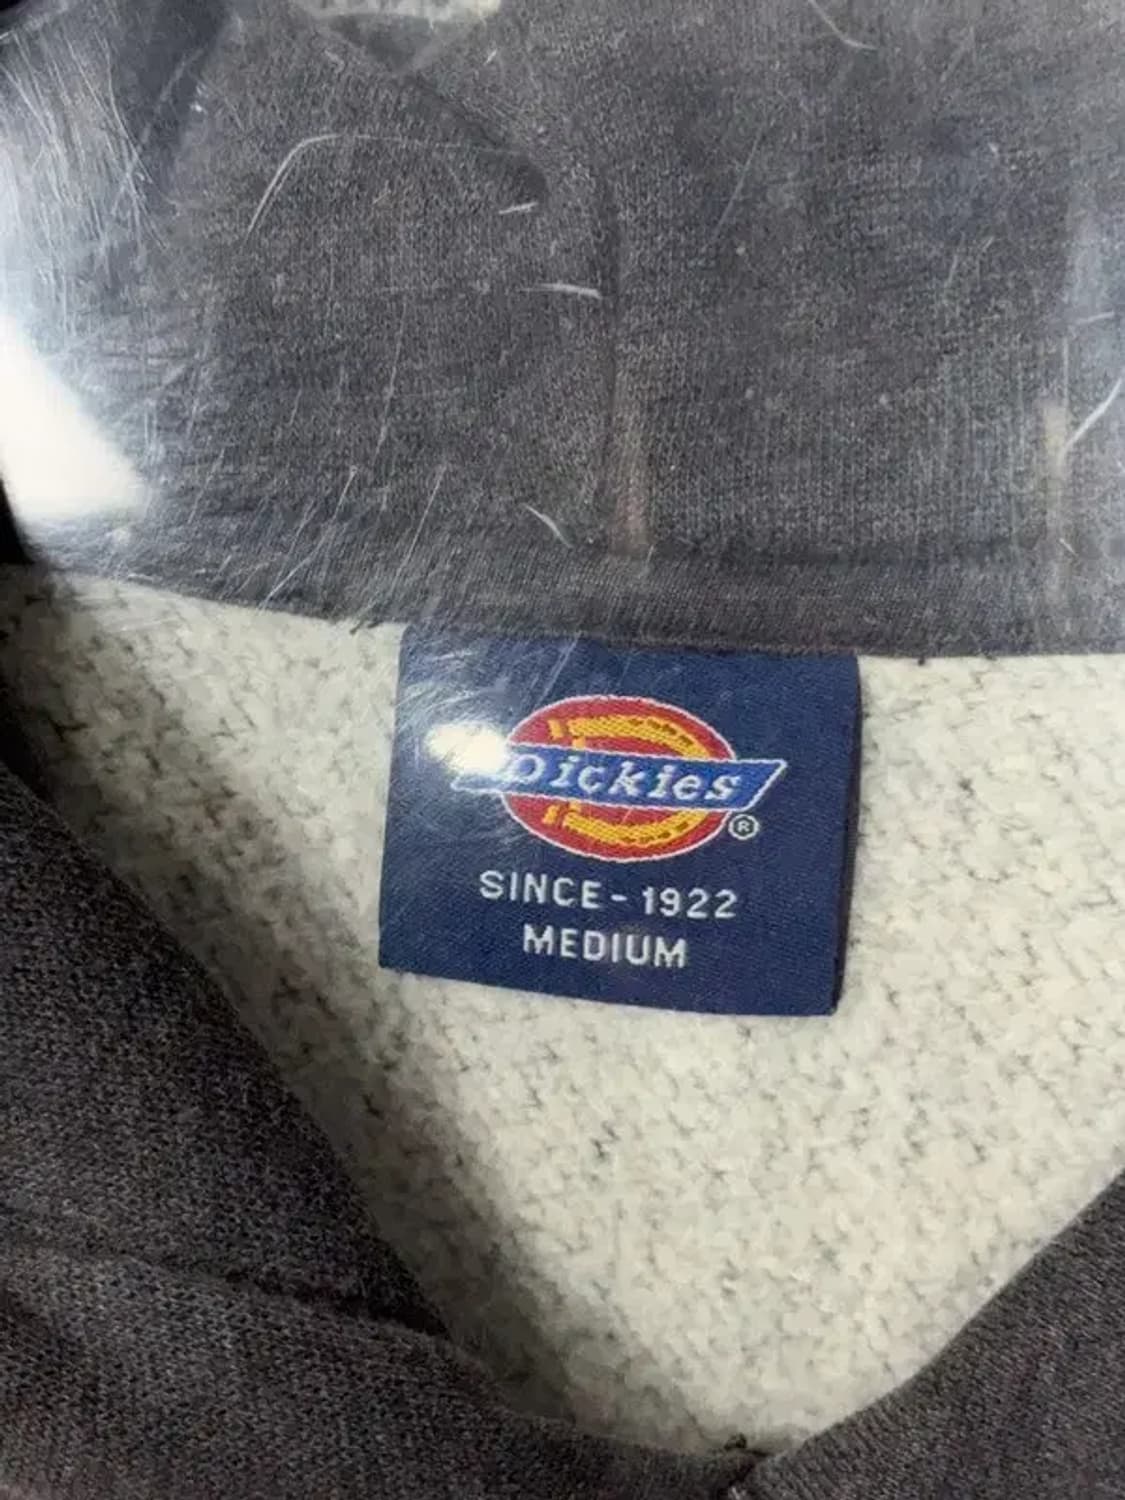 Dickies
®
SINCE - 1922
MEDIUM